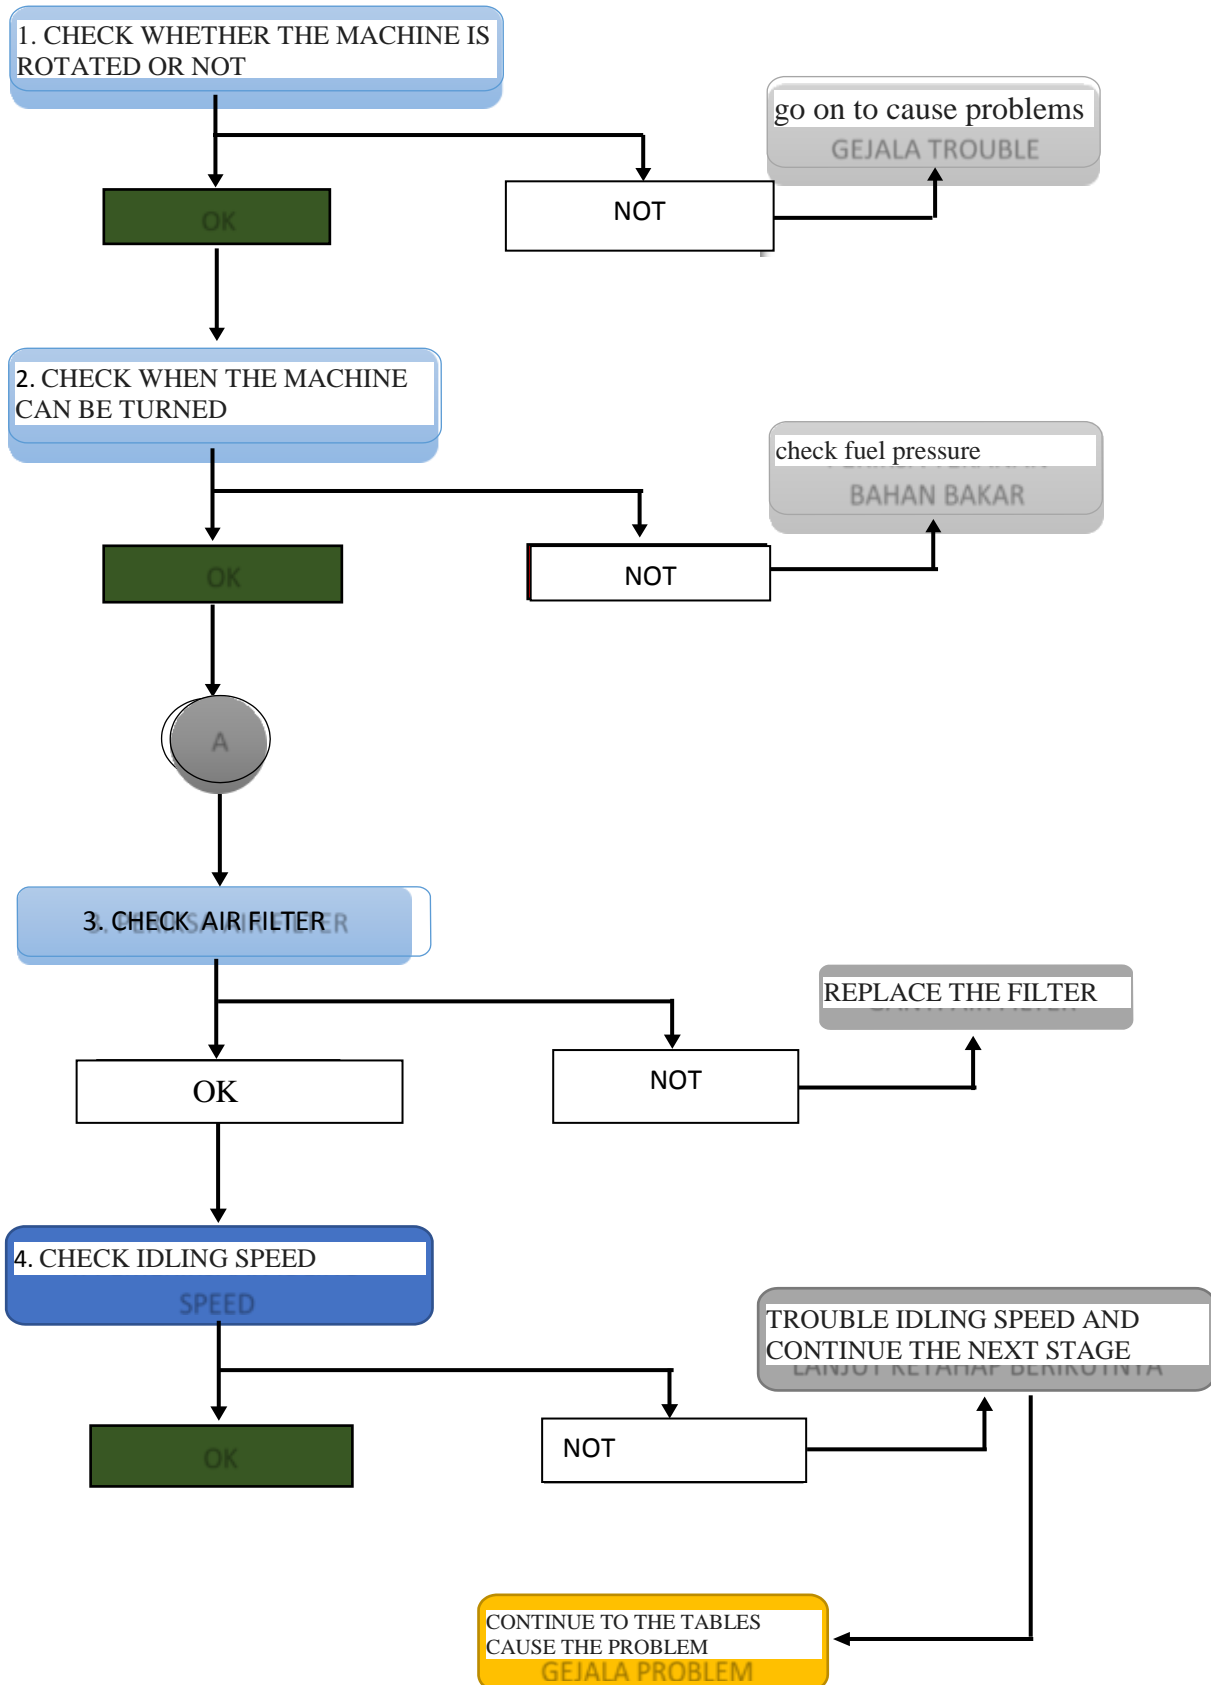 1. CHECK WHETHER THE MACHINE IS
ROTATED OR NOT
go on to cause problems
GEJALA TROUBLE
OK
NOT
2. CHECK WHEN THE MACHINE
CAN BE TURNED
check fuel pressure
BAHAN BAKAR
OK
NOT
A
3. CHECK AIR FILTER
REPLACE THE FILTER
OK
NOT
4. CHECK IDLING SPEED
SPEED
TROUBLE IDLING SPEED AND
CONTINUE THE NEXT STAGE
LANJUT KETAHAP BERIKUTNYA
OK
NOT
CONTINUE TO THE TABLES
CAUSE THE PROBLEM
GEJALA PROBLEM